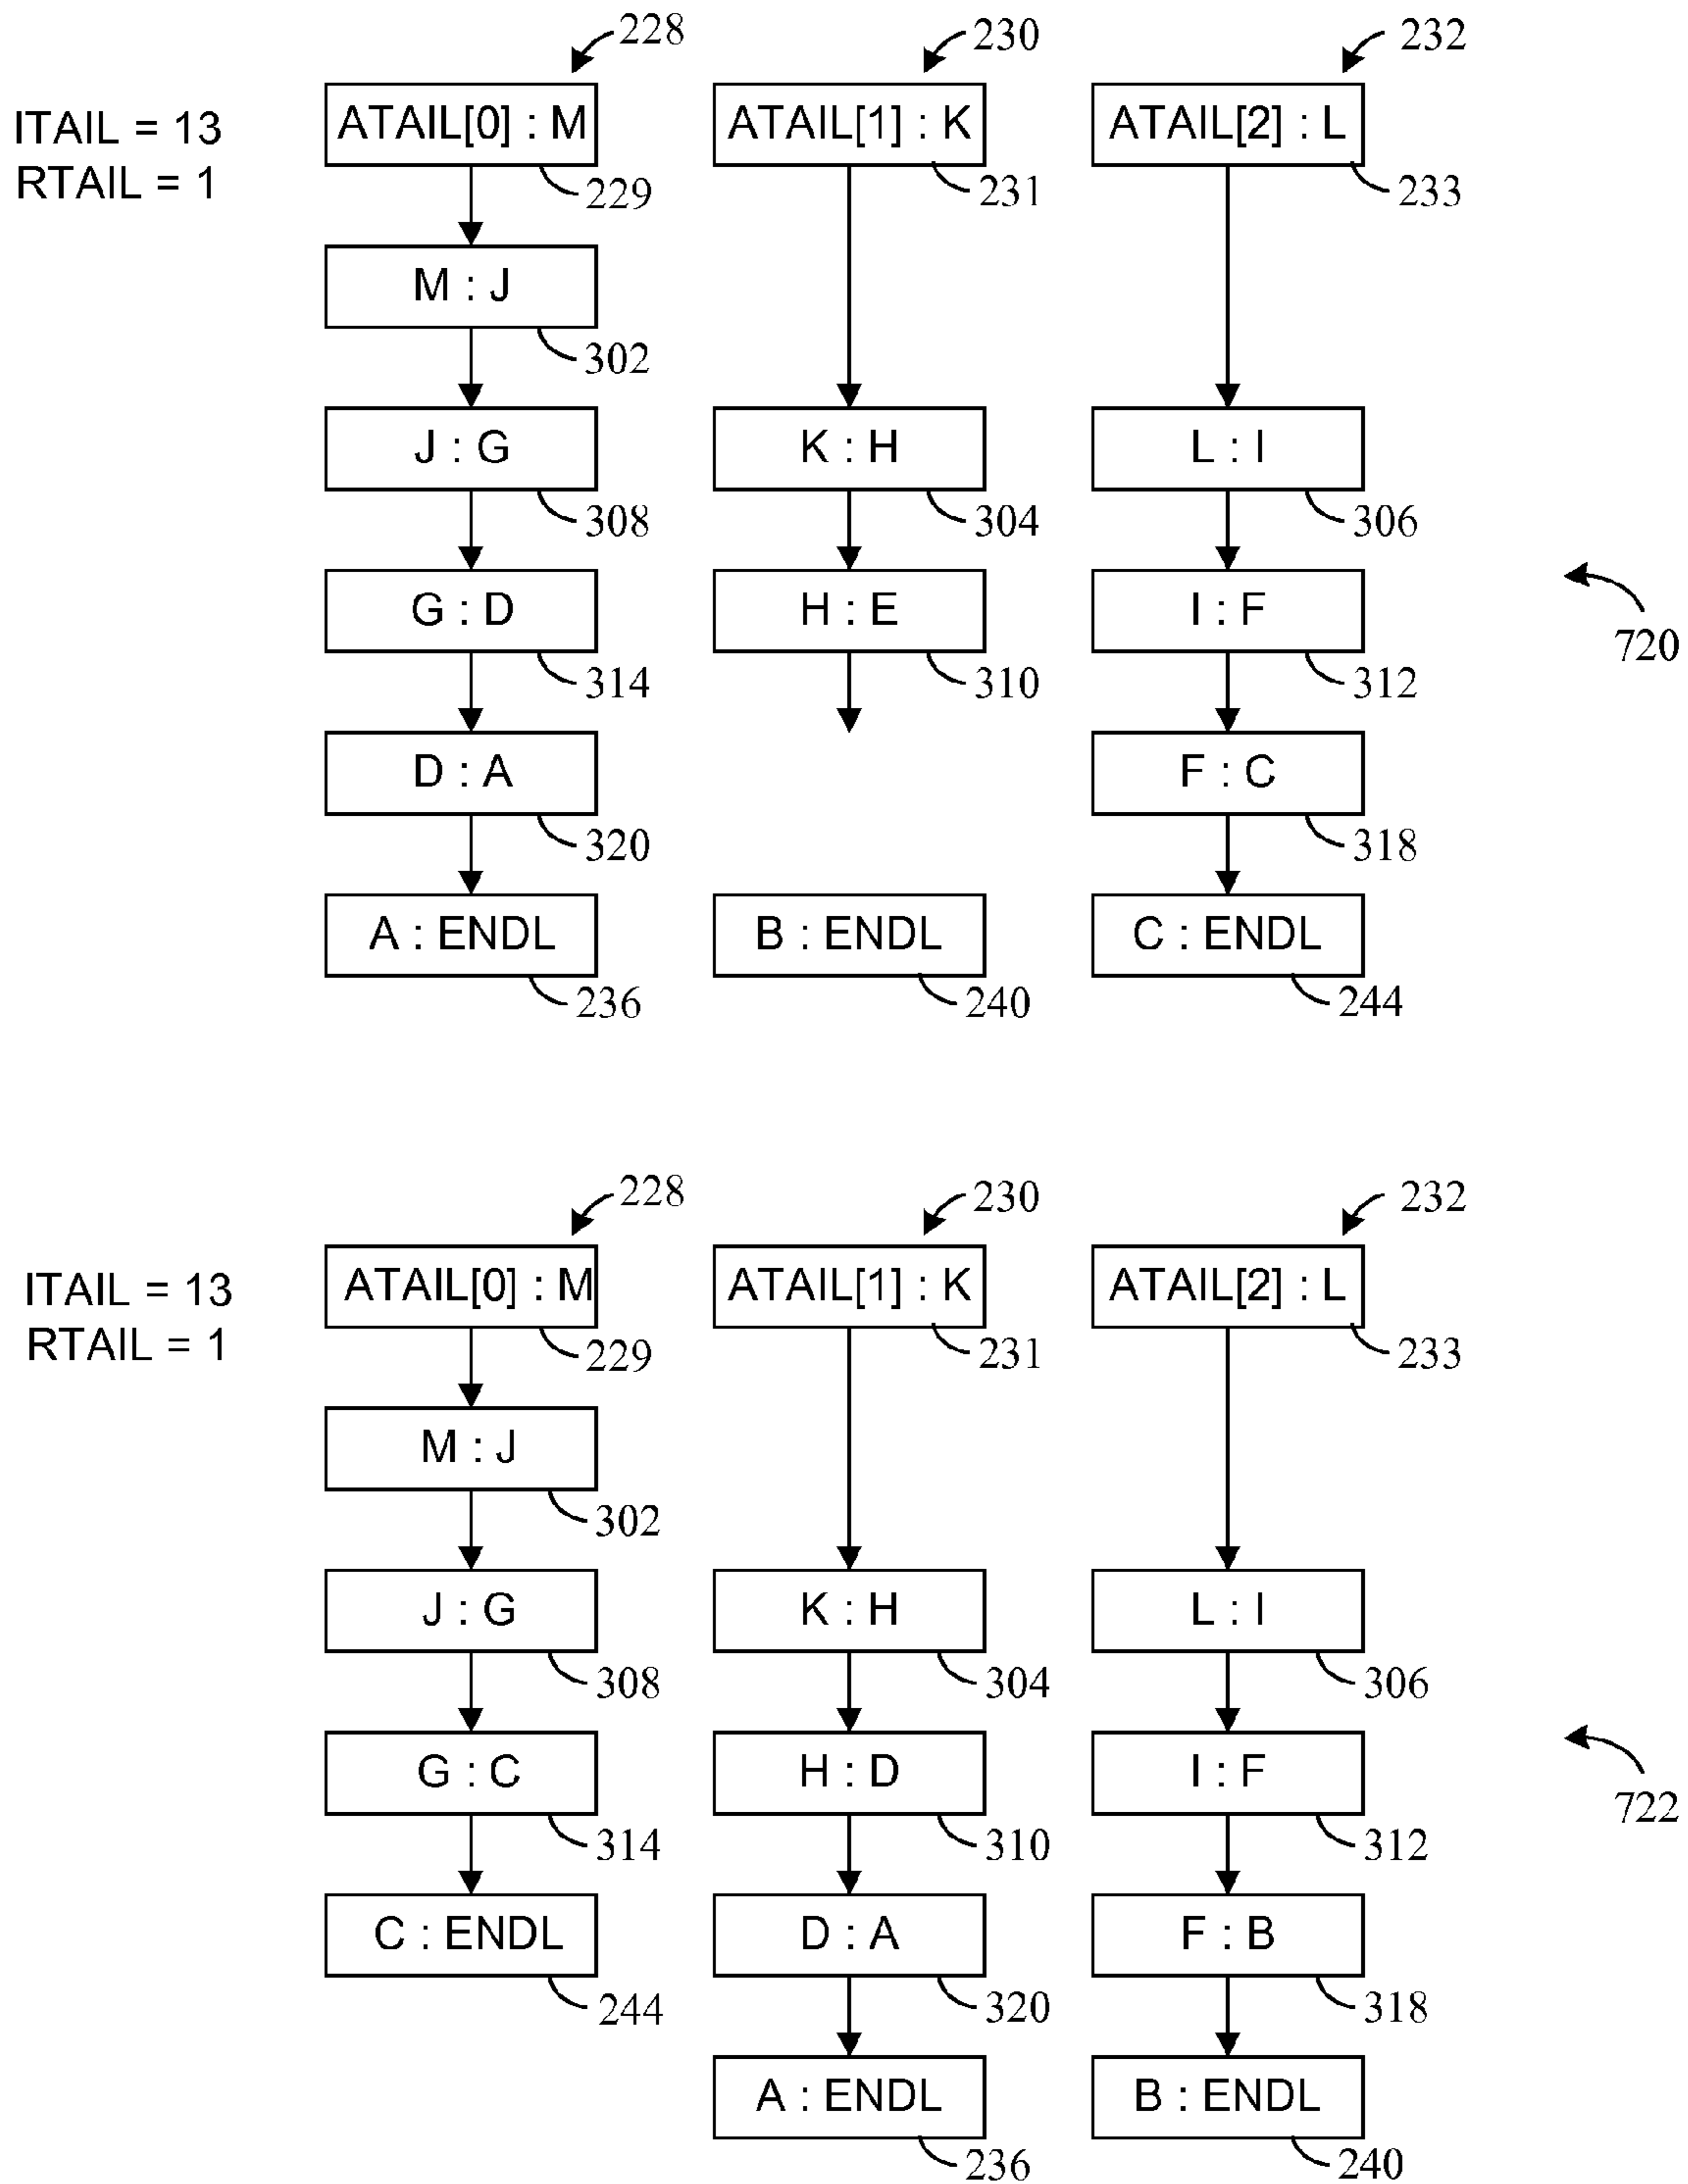 228 230 232
ATAIL[0] : M ATAIL[1] : K ATAIL[2] : L
ITAIL = 13
RTAIL = 1
229 231 233
M : J
302
J : G K : H L : I
308 304 306
G : D H : E I : F
314 310 312
720
D : A F : C
320 318
A : ENDL B : ENDL C : ENDL
236 240 244
228 230 232
ATAIL[0] : M ATAIL[1] : K ATAIL[2] : L
ITAIL = 13
RTAIL = 1
229 231 233
M : J
302
J : G K : H L : I
308 304 306
G : C H : D I : F
314 310 312
722
C : ENDL D : A F : B
244 320 318
A : ENDL B : ENDL
236 240